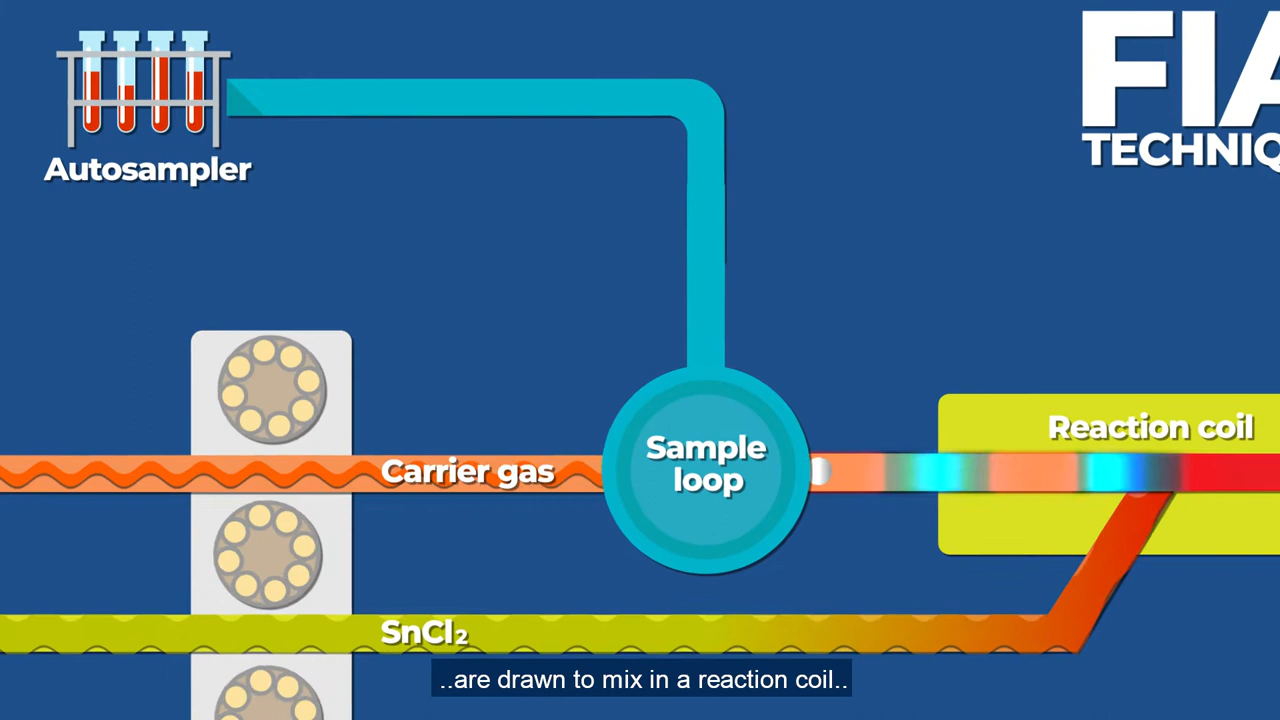 FIA
TECHNIQ
Autosampler
Sample
loop
Reaction coil
Carrier gas
SnCl₂
..are drawn to mix in a reaction coil..